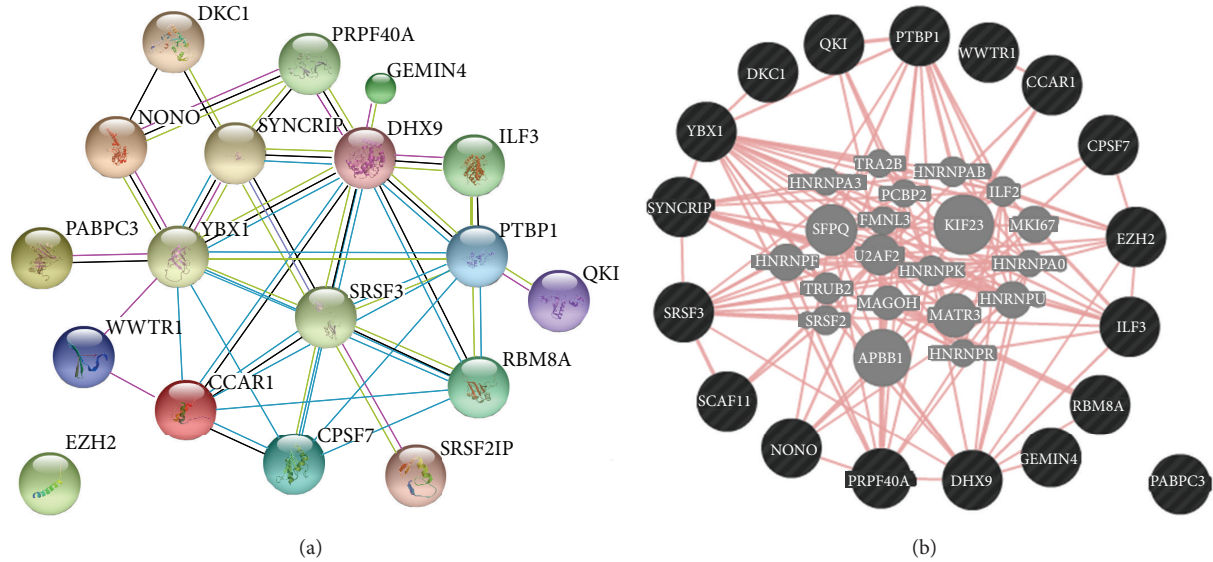 DKC1
PRPF40A
GEMIN4
NONO
SYNCRIP
DHX9
ILF3
PABPC3
YBX1
PTBP1
QKI
SRSF3
WWTR1
RBM8A
CCAR1
EZH2
CPSF7
SRSF2IP
(a)
QKI
PTBP1
WWTR1
DKC1
CCAR1
YBX1
CPSF7
TRA2B
HNRNPAB
HNRNPA3
PCBP2
ILF2
SYNCRIP
FMNL3
SFPQ
KIF23
MKI67
EZH2
U2AF2
HNRNPF
HNRNPK
HNRNPA0
TRUB2
MAGOH
HNRNPU
SRSF3
SRSF2
MATR3
ILF3
APBB1
HNRNPR
SCAF11
RBM8A
NONO
GEMIN4
PRPF40A
DHX9
PABPC3
(b)